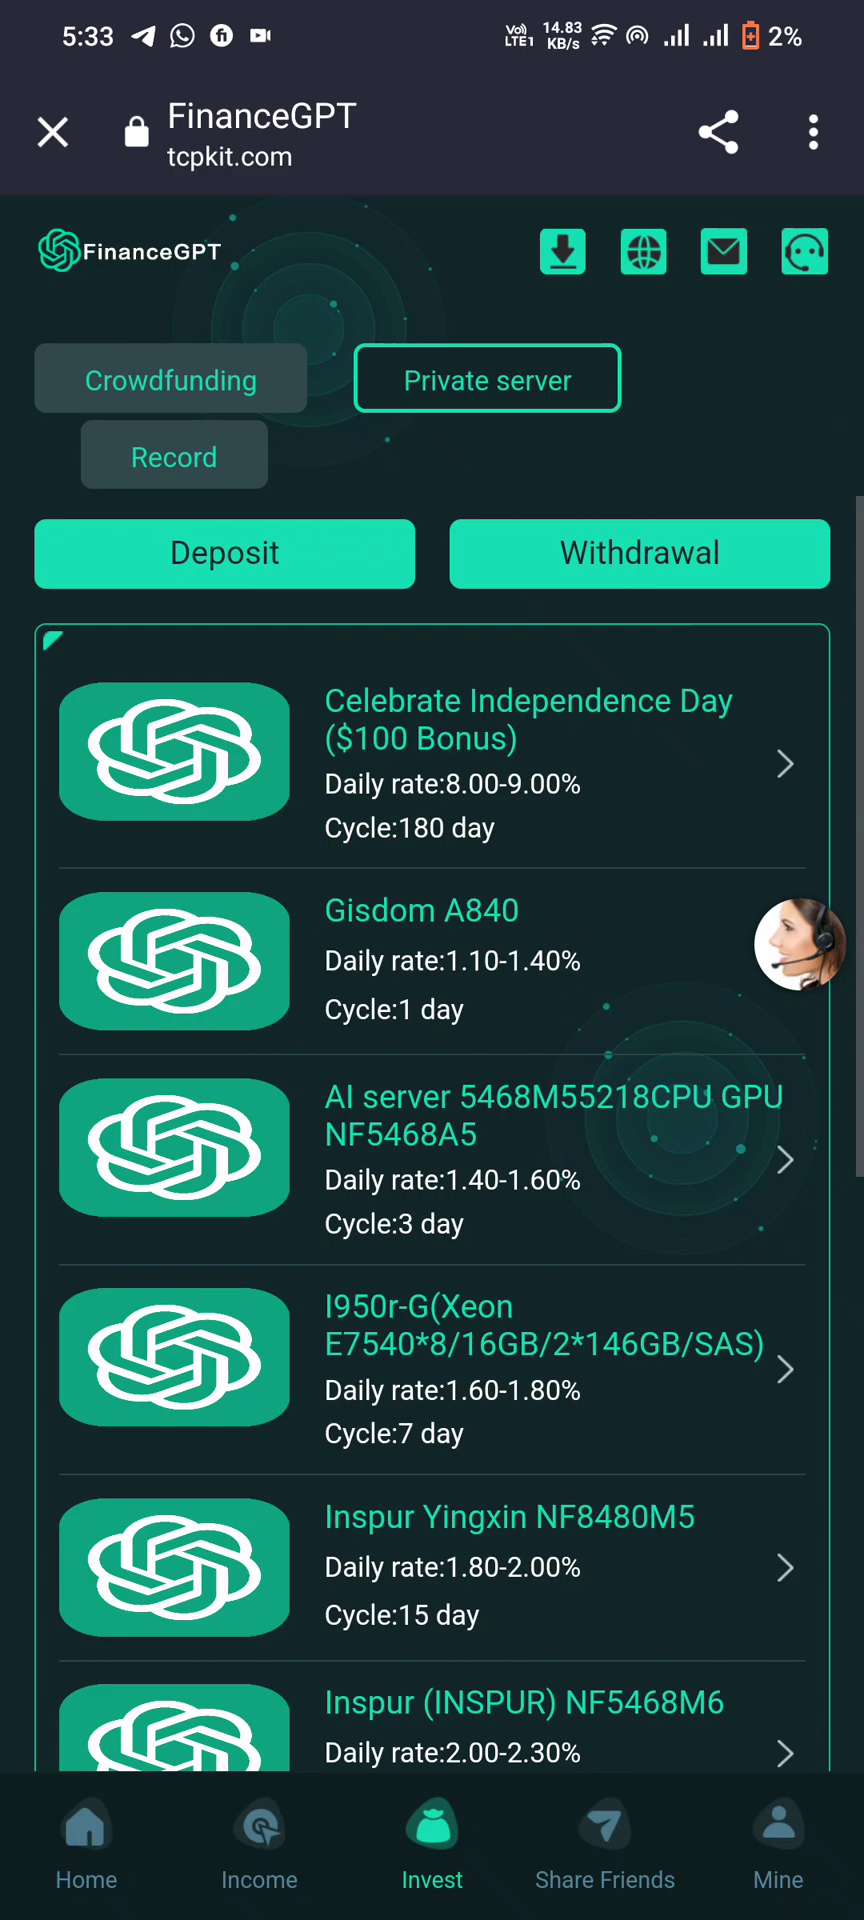 5:33
Vo)
LTE1
14.83
KB/s
2%
FinanceGPT
tcpkit.com
FinanceGPT
Crowdfunding
Private server
Record
Deposit
Withdrawal
Celebrate Independence Day
($100 Bonus)
Daily rate:8.00-9.00%
Cycle:180 day
Gisdom A840
Daily rate:1.10-1.40%
Cycle:1 day
AI server 5468M55218CPU GPU
NF5468A5
Daily rate:1.40-1.60%
Cycle:3 day
I950r-G(Xeon
E7540*8/16GB/2*146GB/SAS)
Daily rate:1.60-1.80%
Cycle:7 day
Inspur Yingxin NF8480M5
Daily rate:1.80-2.00%
Cycle:15 day
Inspur (INSPUR) NF5468M6
Daily rate:2.00-2.30%
Home
Income
Invest
Share Friends
Mine